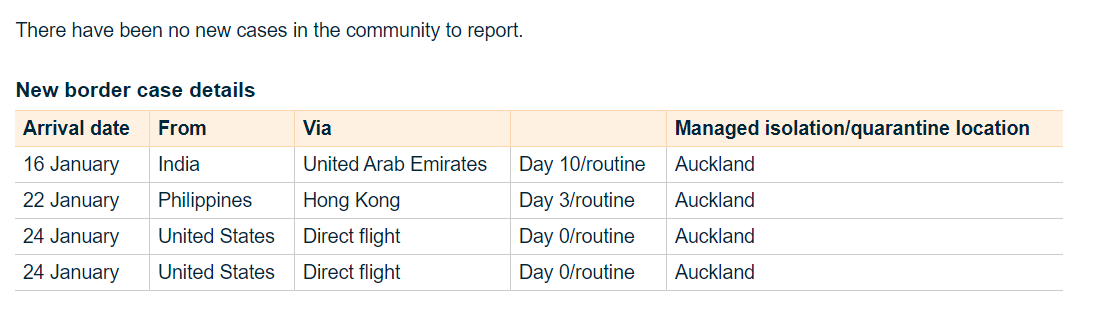 There have been no new cases in the community to report.
New border case details
Arrival date From Via Managed isolation/quarantine location
16 January India United Arab Emirates Day 10/routine Auckland
22 January Philippines Hong Kong Day 3/routine Auckland
24 January United States Direct flight Day 0/routine Auckland
24 January United States Direct flight Day 0/routine Auckland